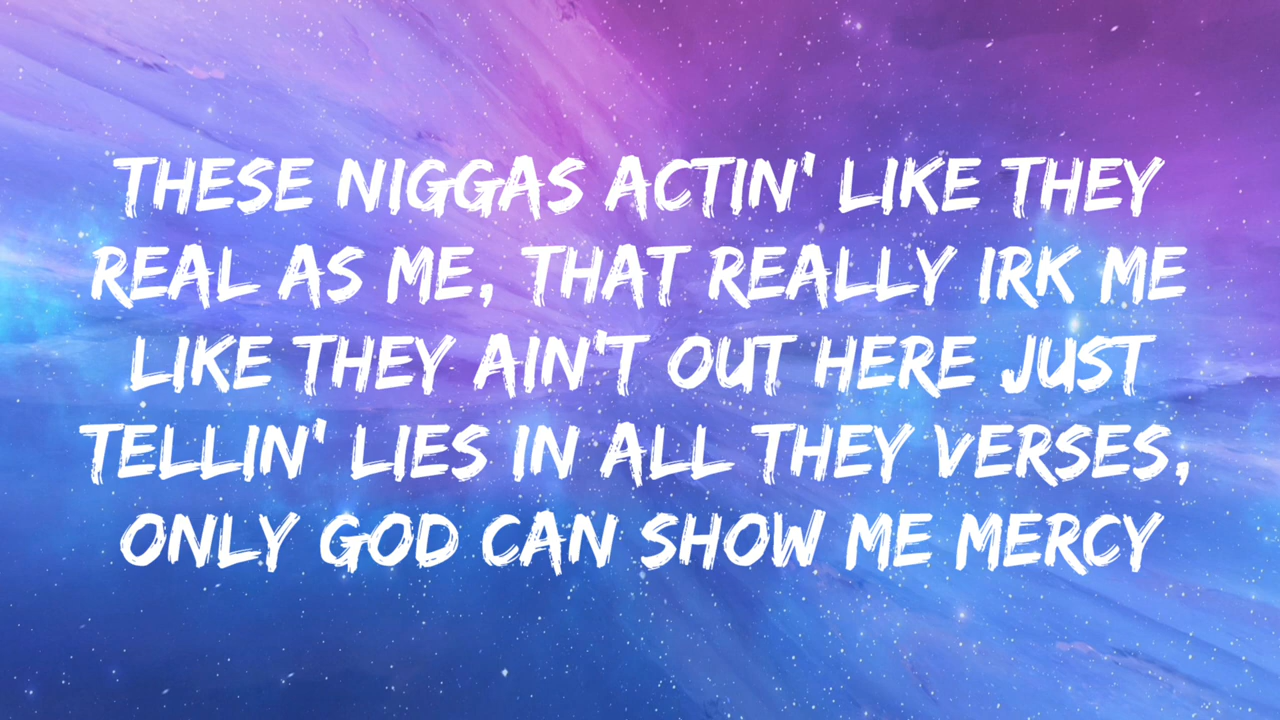 THESE NIGGAS ACTIN' LIKE THEY
REAL AS ME, THAT REALLY IRK ME
LIKE THEY AIN'T OUT HERE JUST
TELLIN' LIES IN ALL THEY VERSES,
ONLY GOD CAN SHOW ME MERCY